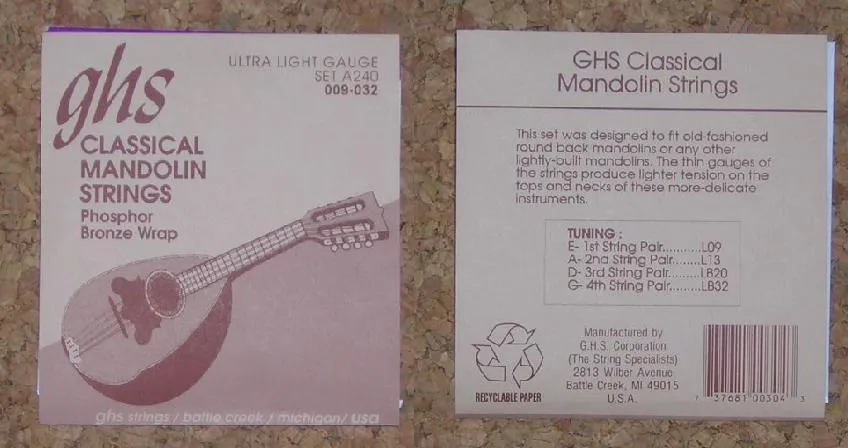 ghs
ULTRA LIGHT GAUGE
SET A240
009-032
CLASSICAL
MANDOLIN
STRINGS
Phosphor
Bronze Wrap
ghs strings / battle creek / michigan / usa
GHS Classical
Mandolin Strings
This set was designed to fit old-fashioned
round back mandolins or any other
lightly-built mandolins. The thin gauges of
the strings produce lighter tension on the
tops and necks of these more-delicate
instruments.
TUNING :
E- 1st String Pair...........L09
A- 2nd String Pair........L13
D- 3rd String Pair........LB20
G- 4th String Pair........LB32
RECYCLABLE PAPER
Manufactured by
G.H.S. Corporation
(The String Specialists)
2813 Wilber Avenue
Battle Creek, MI 49015
U.S.A.
7 37681 00304 3